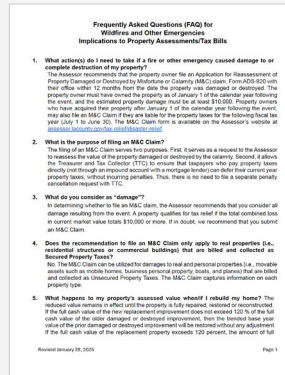 Frequently Asked Questions (FAQ) for
Wildfires and Other Emergencies
Implications to Property Assessments/Tax Bills
1. What action(s) do I need to take if a fire or other emergency caused damage to or
complete destruction of my property?
The Assessor recommends that the property owner file an Application for Reassessment of
Property Damaged or Destroyed by Misfortune or Calamity (M&C) claim, Form ADS-820 with
their office within 12 months from the date the property was damaged or destroyed. The
property owner must have owned the property as of January 1 of the calendar year following
the event, and the estimated property damage must be at least $10,000. Property owners
who acquired their property after January 1 of the calendar year following the event, may
also file an M&C Claim if they are liable for the property taxes for the following fiscal tax
year (July 1 to June 30). The M&C Claim form is available on the Assessor's website at
assessor.lacounty.gov/tax-relief/disaster-relief
2. What is the purpose of filing an M&C Claim?
The filing of an M&C Claim serves two purposes. First, it serves as a request to the Assessor
to reassess the value of the property damaged or destroyed by the calamity. Second, it allows
the Treasurer and Tax Collector (TTC) to ensure that taxpayers who pay property taxes
directly (not through an impound account with a mortgage lender) can defer their current year
property taxes, without incurring penalties. Thus, there is no need to file a separate penalty
cancellation request with TTC.
3. What do you consider as "damage"?
In determining whether to file an M&C claim, the Assessor recommends that you consider all
damage resulting from the event. A property qualifies for tax relief if the total combined loss
in current market value totals $10,000 or more. If in doubt, we recommend that you submit
an M&C Claim.
4. Does the recommendation to file an M&C Claim only apply to real properties (i.e.,
residential structures or commercial buildings) that are billed and collected as
Secured Property Taxes?
No. The M&C Claim can be utilized for damages to real and personal properties (i.e., movable
assets such as mobile homes, business personal property, boats, and planes) that are billed
and collected as Unsecured Property Taxes. The M&C Claim captures information on each
property type.
5. What happens to my property's assessed value when/if I rebuild my home? The
reduced value remains in effect until the property is fully repaired, restored or reconstructed.
If the full cash value of the new replacement improvement does not exceed 120 % of the full
cash value of the older damaged or destroyed improvement, then the trended base year
value of the prior damaged or destroyed improvement will be restored without any adjustment.
If the full cash value of the replacement property exceeds 120 percent, the amount of full
Revised January 26, 2025 Page 1